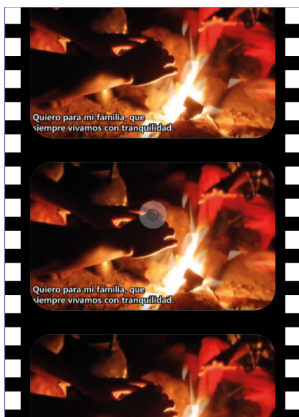 Quiero para mi familia, que
siempre vivamos con tranquilidad.
Quiero para mi familia, que
siempre vivamos con tranquilidad.